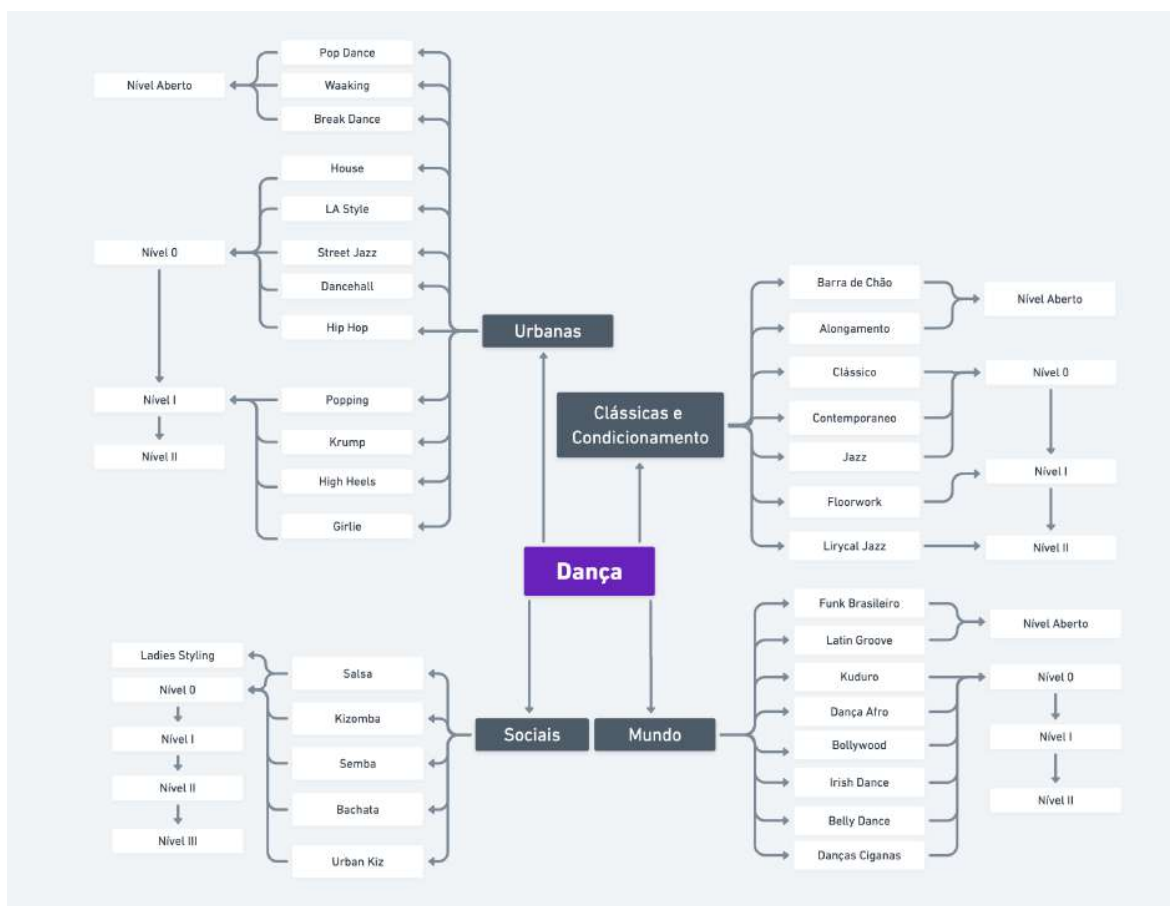 Pop Dance
Nível Aberto
Waaking
Break Dance
House
LA Style
Nível 0
Street Jazz
Dancehall
Hip Hop
Urbanas
Nível I
Popping
Krump
Nível II
High Heels
Girlie
Barra de Chão
Nível Aberto
Alongamento
Clássico
Nível 0
Clássicas e
Condicionamento
Contemporaneo
Jazz
Floorwork
Nível I
Lirycal Jazz
Nível II
Dança
Ladies Styling
Nível 0
Nível I
Nível II
Nível III
Salsa
Kizomba
Semba
Bachata
Urban Kiz
Sociais
Mundo
Funk Brasileiro
Latin Groove
Nível Aberto
Kuduro
Nível 0
Dança Afro
Bollywood
Nível I
Irish Dance
Nível II
Belly Dance
Danças Ciganas